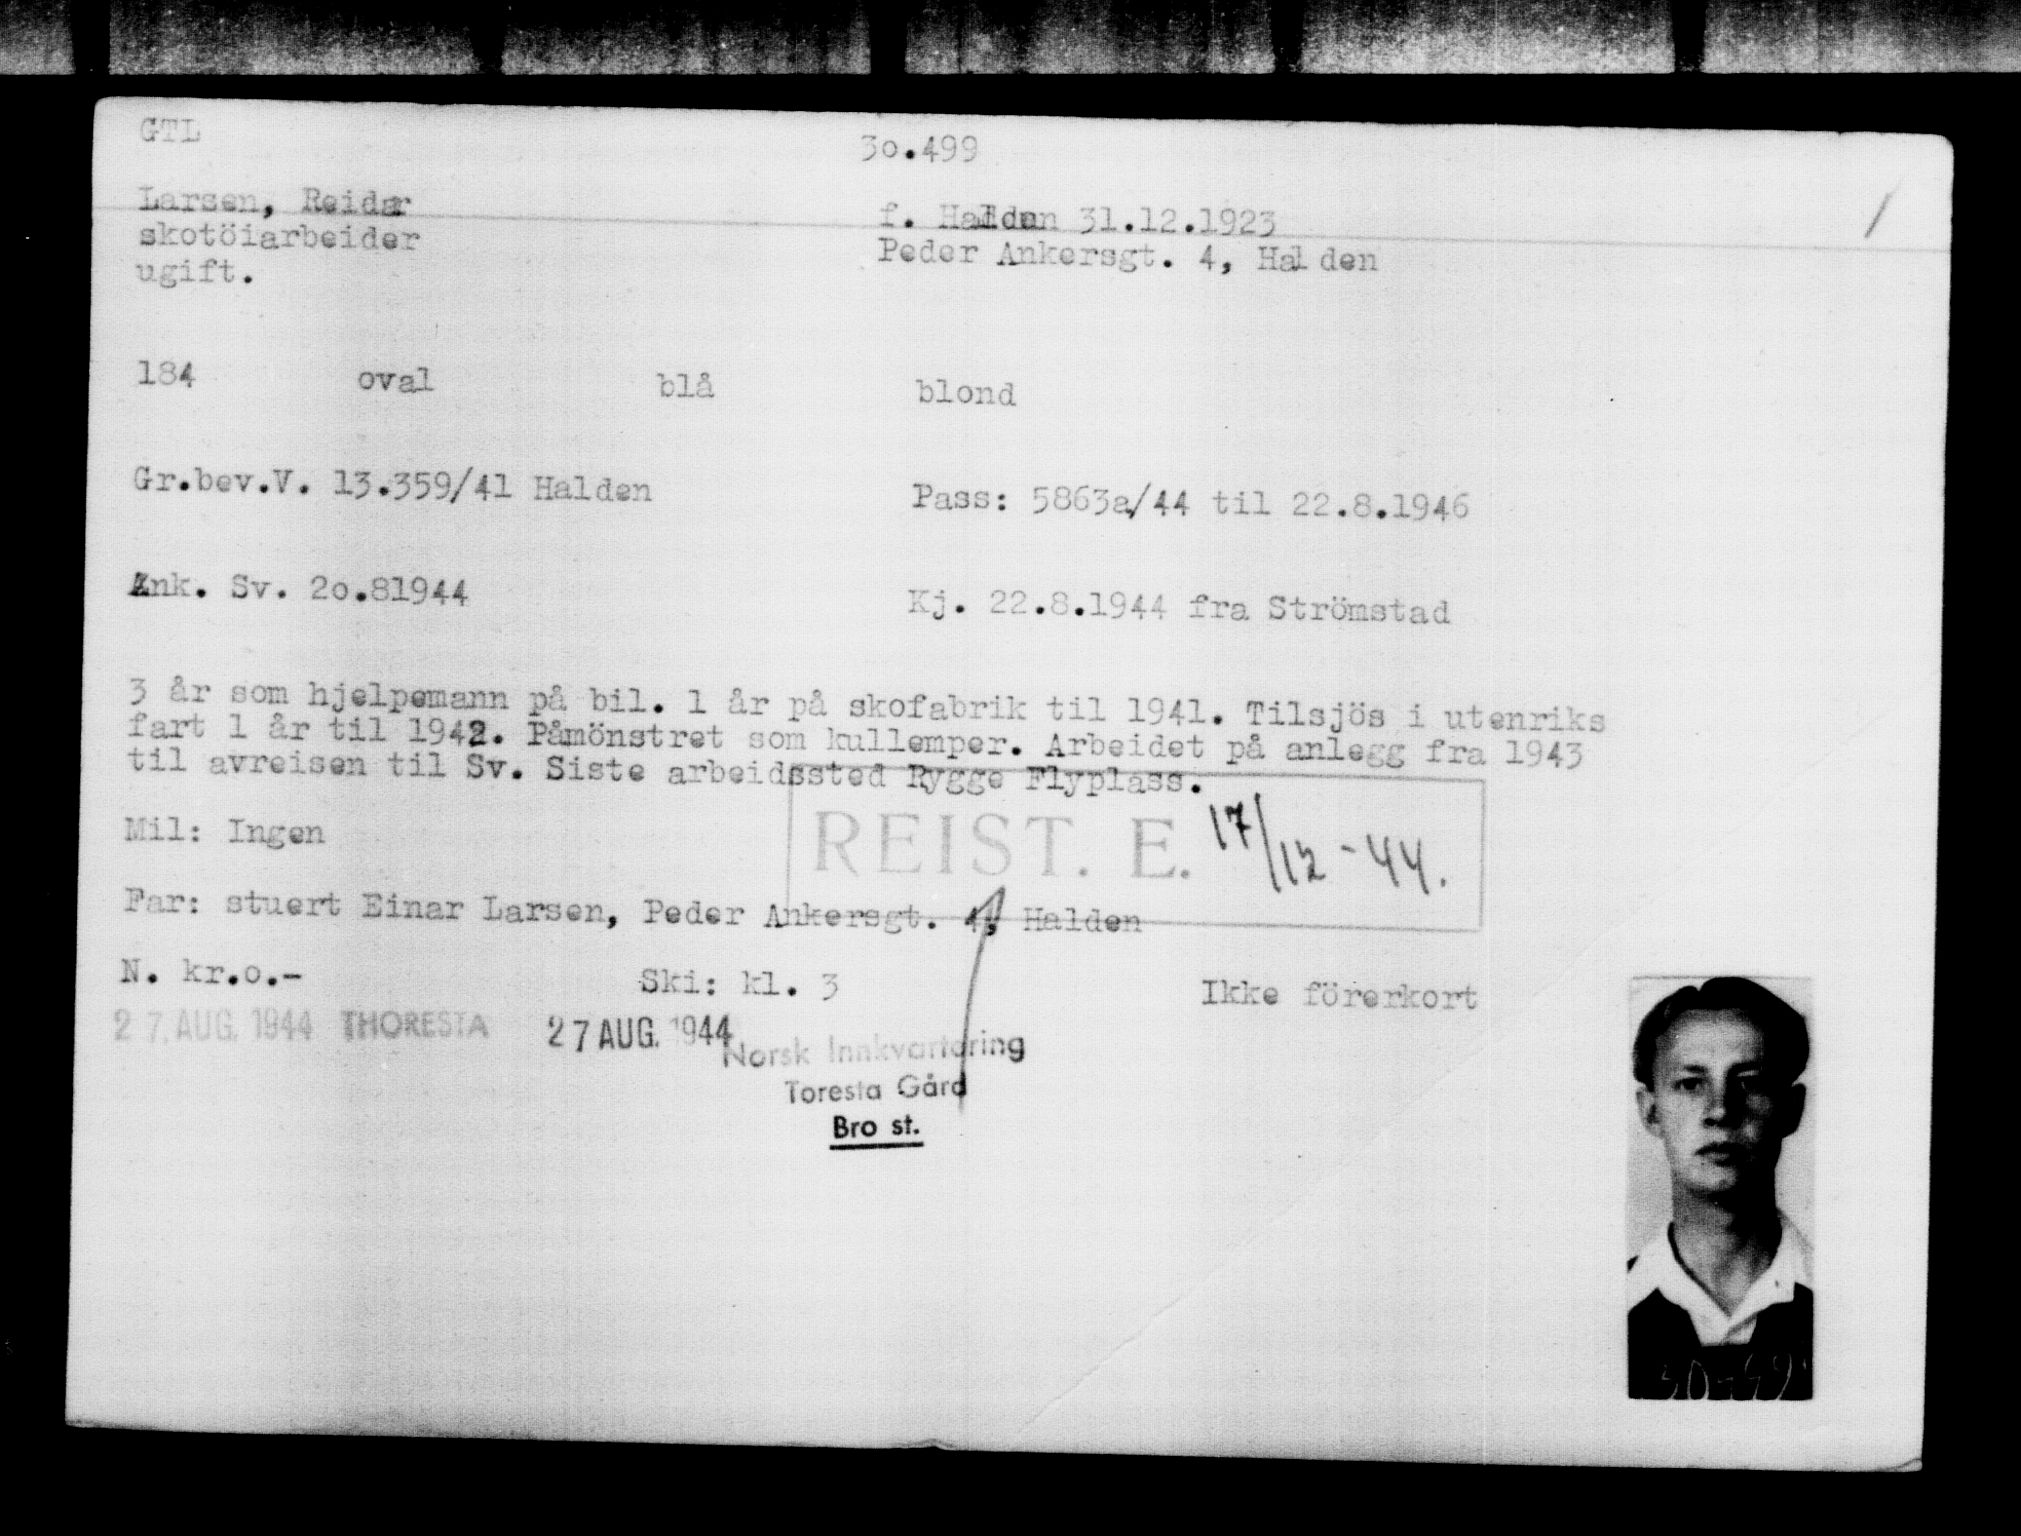 GTL
3o.499
Larsen, Reidar
f. Halden 31.12.1923
skotöiarbeider
Peder Ankersgt. 4, Halden
ugift.
184 oval blå blond
Gr.bev.V. 13.359/41 Halden
Pass: 5863a/44 til 22.8.1946
Ank. Sv. 2o.81944
Kj. 22.8.1944 fra Strömstad
3 år som hjelpemann på bil. 1 år på skofabrik til 1941. Tilsjös i utenriks
fart 1 år til 1942. Påmönstret som kullemper. Arbeidet på anlegg fra 1943
til avreisen til Sv. Siste arbeidssted Rygge Flyplass.
Mil: Ingen
REIST. E. 17/12-44.
Far: stuert Einar Larsen, Peder Ankersgt. 4, Halden
N. kr.o.-
Ski: kl. 3
Ikke förerkort
27. AUG. 1944 THORESTA
27 AUG. 1944
Norsk Innkvartering
Toresta Gård
Bro st.
30499